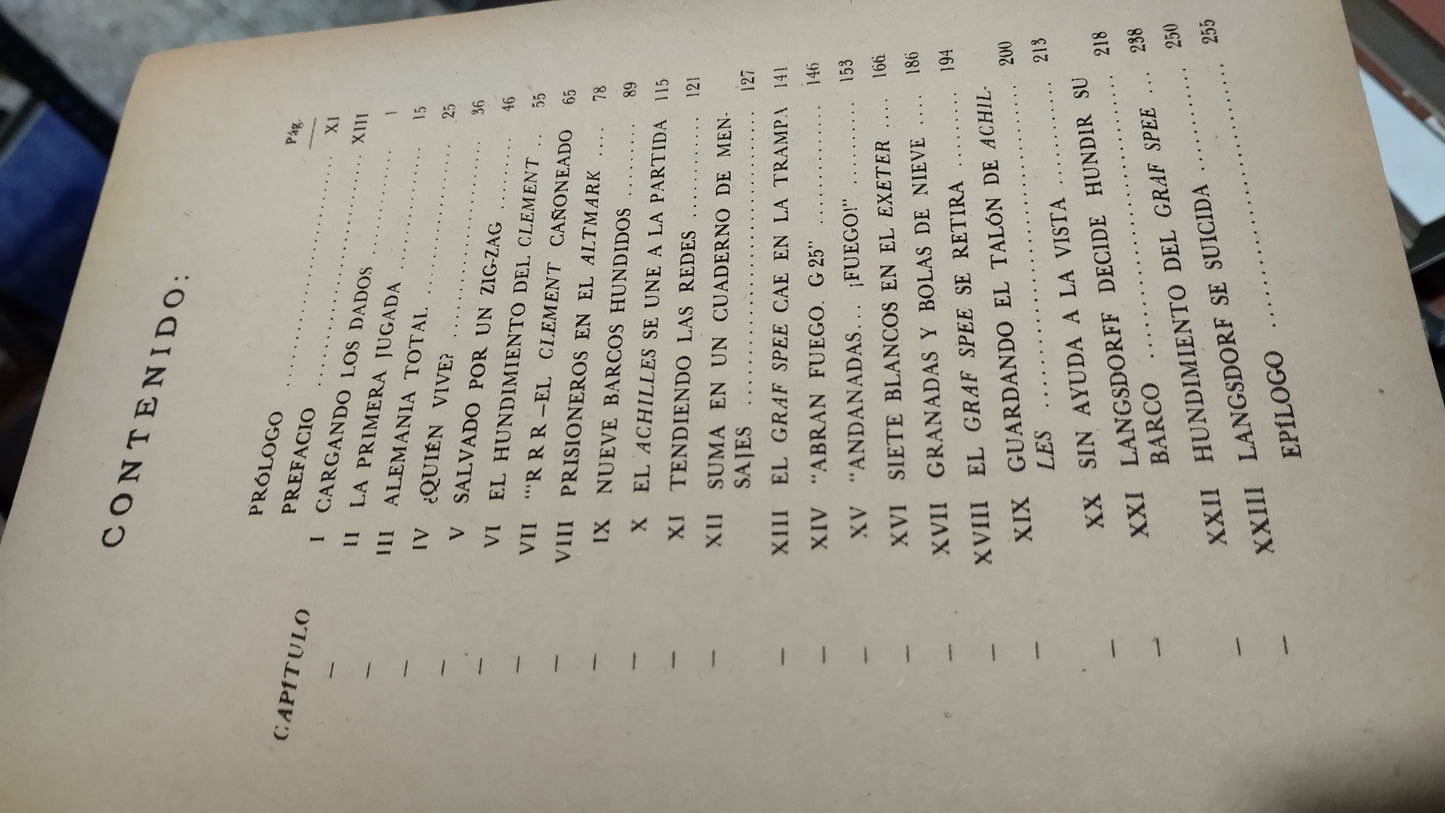 CONTENIDO:
Pág.
PRÓLOGO .......................... XI
PREFACIO .......................... XIII
CAPÍTULO I CARGANDO LOS DADOS .......... 1
— II LA PRIMERA JUGADA .......... 15
— III ALEMANIA TOTAL .......... 25
— IV ¿QUIÉN VIVE? .......... 36
— V SALVADO POR UN ZIG-ZAG .......... 46
— VI EL HUNDIMIENTO DEL CLEMENT .. 55
— VII "'R R R—EL CLEMENT CAÑONEADO 65
— VIII PRISIONEROS EN EL ALTMARK .... 78
— IX NUEVE BARCOS HUNDIDOS ........ 89
— X EL ACHILLES SE UNE A LA PARTIDA 115
— XI TENDIENDO LAS REDES .......... 121
— XII SUMA EN UN CUADERNO DE MEN-
SAJES .......................... 127
— XIII EL GRAF SPEE CAE EN LA TRAMPA 141
— XIV "ABRAN FUEGO. G 25" .......... 146
— XV "ANDANADAS... ¡FUEGO!" ........ 153
— XVI SIETE BLANCOS EN EL EXETER .... 166
— XVII GRANADAS Y BOLAS DE NIEVE .... 186
— XVIII EL GRAF SPEE SE RETIRA ........ 194
— XIX GUARDANDO EL TALÓN DE ACHIL-
LES .......................... 200
— XX SIN AYUDA A LA VISTA .......... 213
— XXI LANGSDORFF DECIDE HUNDIR SU
BARCO .......................... 218
— XXII HUNDIMIENTO DEL GRAF SPEE ... 238
— XXIII LANGSDORF SE SUICIDA .......... 250
EPÍLOGO .......................... 255